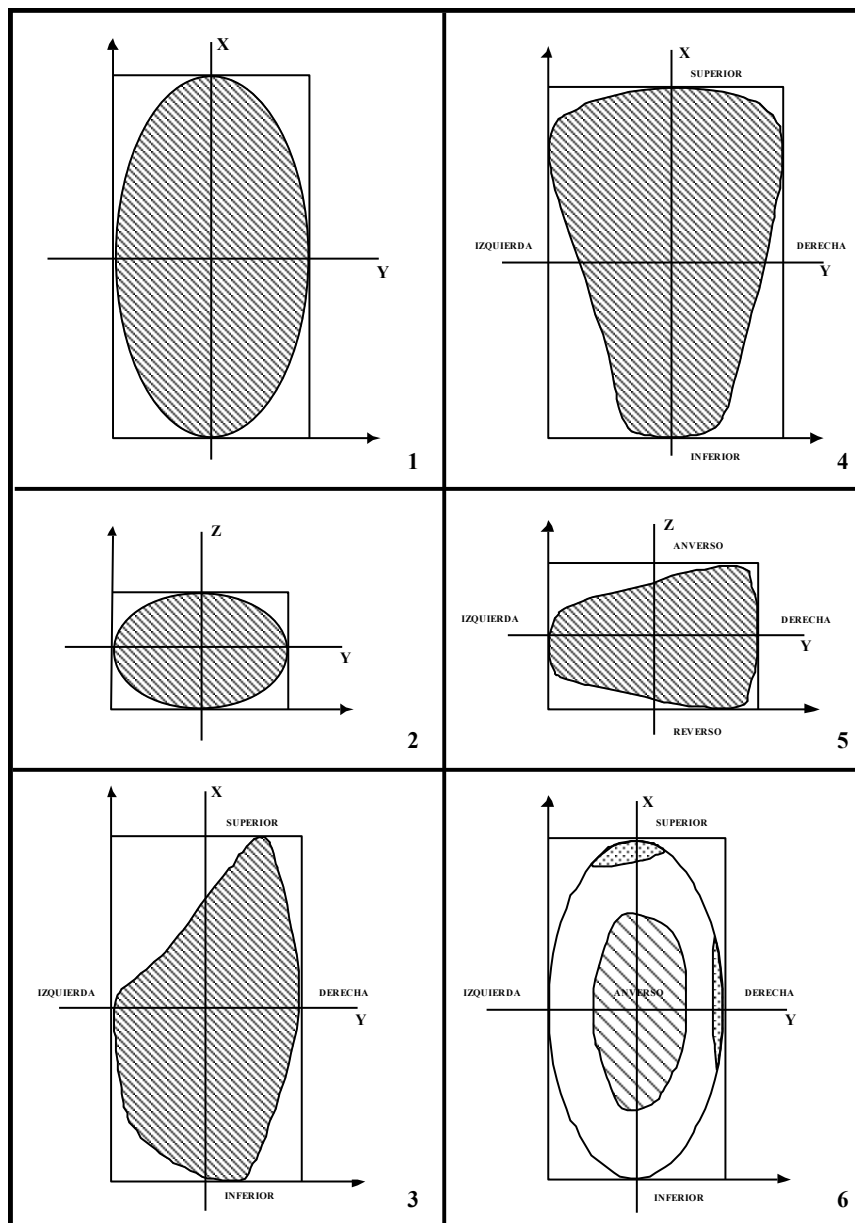 X
Y
1
X
SUPERIOR
IZQUIERDA
DERECHA
Y
INFERIOR
4
Z
Y
2
Z
ANVERSO
IZQUIERDA
DERECHA
Y
REVERSO
5
X
SUPERIOR
IZQUIERDA
DERECHA
Y
INFERIOR
3
X
SUPERIOR
IZQUIERDA
ANVERSO
DERECHA
Y
INFERIOR
6